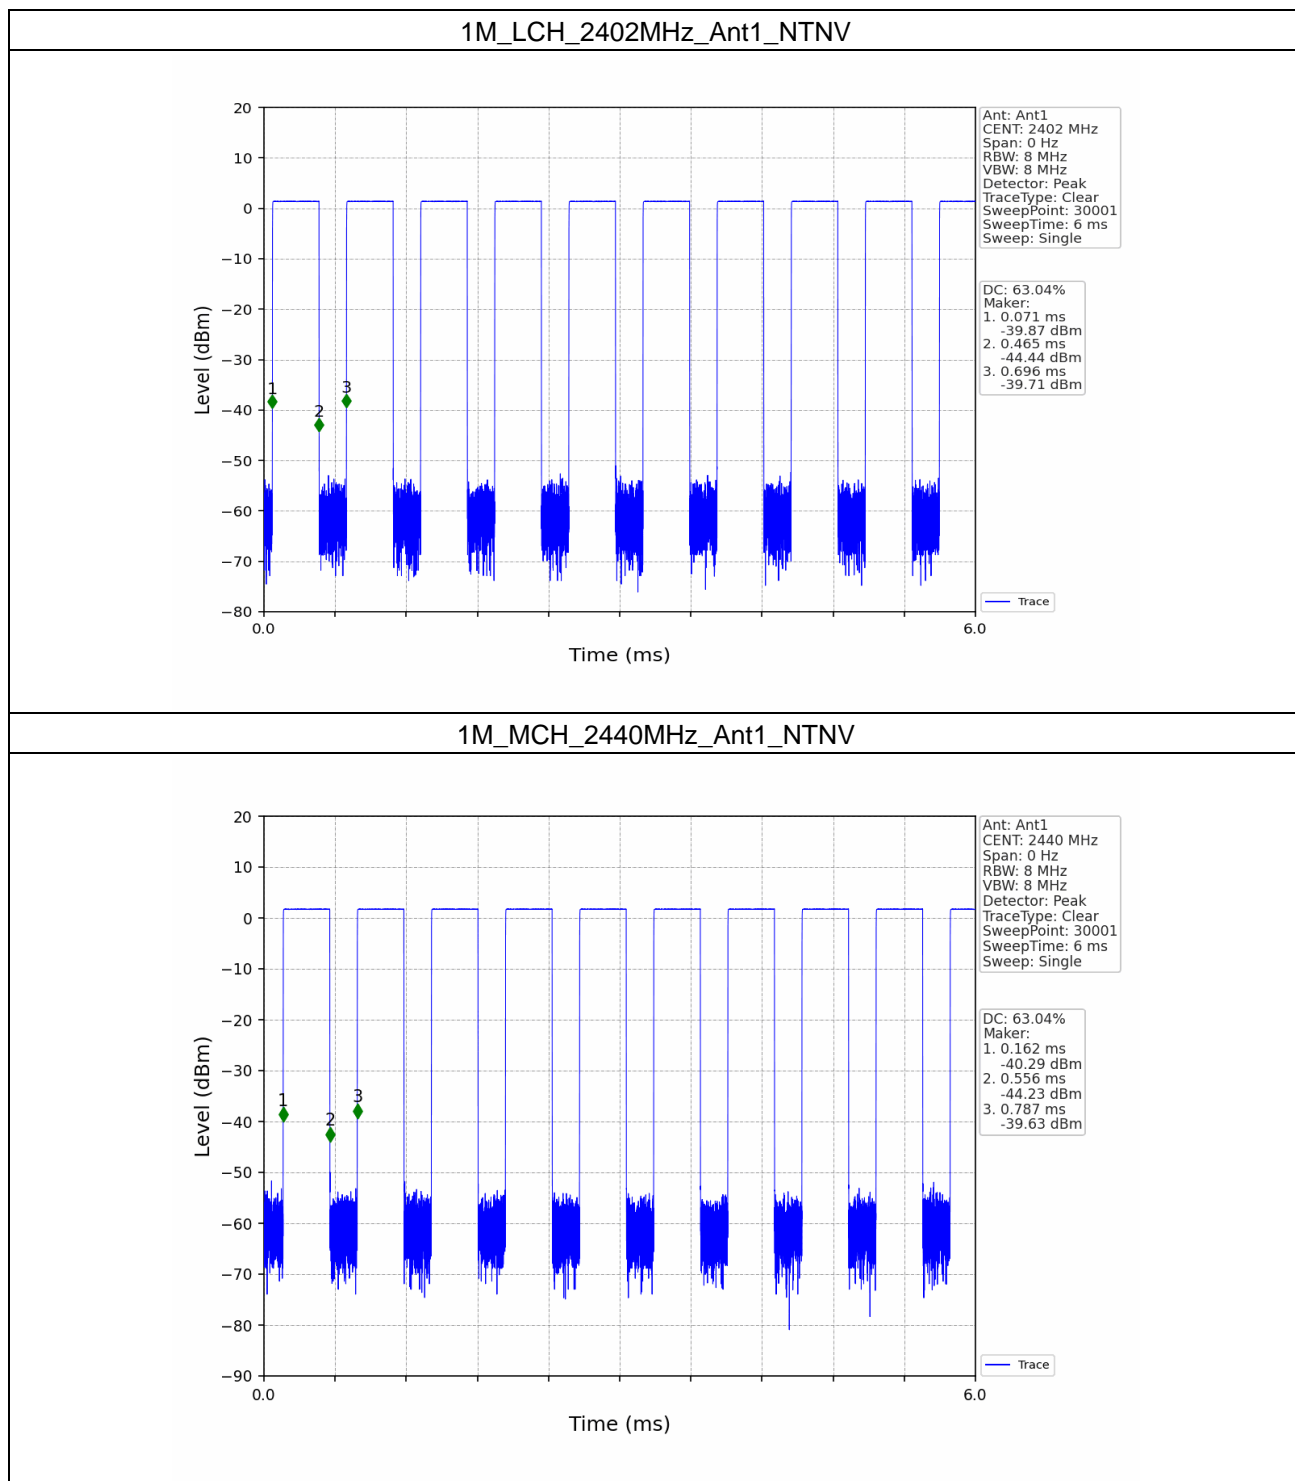 1M_LCH_2402MHz_Ant1_NTNV
20
10
0
−10
−20
−30
−40
−50
−60
−70
−80
Level (dBm)
1
2
3
0.0
6.0
Time (ms)
Ant: Ant1
CENT: 2402 MHz
Span: 0 Hz
RBW: 8 MHz
VBW: 8 MHz
Detector: Peak
TraceType: Clear
SweepPoint: 30001
SweepTime: 6 ms
Sweep: Single
DC: 63.04%
Maker:
1. 0.071 ms
-39.87 dBm
2. 0.465 ms
-44.44 dBm
3. 0.696 ms
-39.71 dBm
Trace
1M_MCH_2440MHz_Ant1_NTNV
20
10
0
−10
−20
−30
−40
−50
−60
−70
−80
−90
Level (dBm)
1
2
3
0.0
6.0
Time (ms)
Ant: Ant1
CENT: 2440 MHz
Span: 0 Hz
RBW: 8 MHz
VBW: 8 MHz
Detector: Peak
TraceType: Clear
SweepPoint: 30001
SweepTime: 6 ms
Sweep: Single
DC: 63.04%
Maker:
1. 0.162 ms
-40.29 dBm
2. 0.556 ms
-44.23 dBm
3. 0.787 ms
-39.63 dBm
Trace